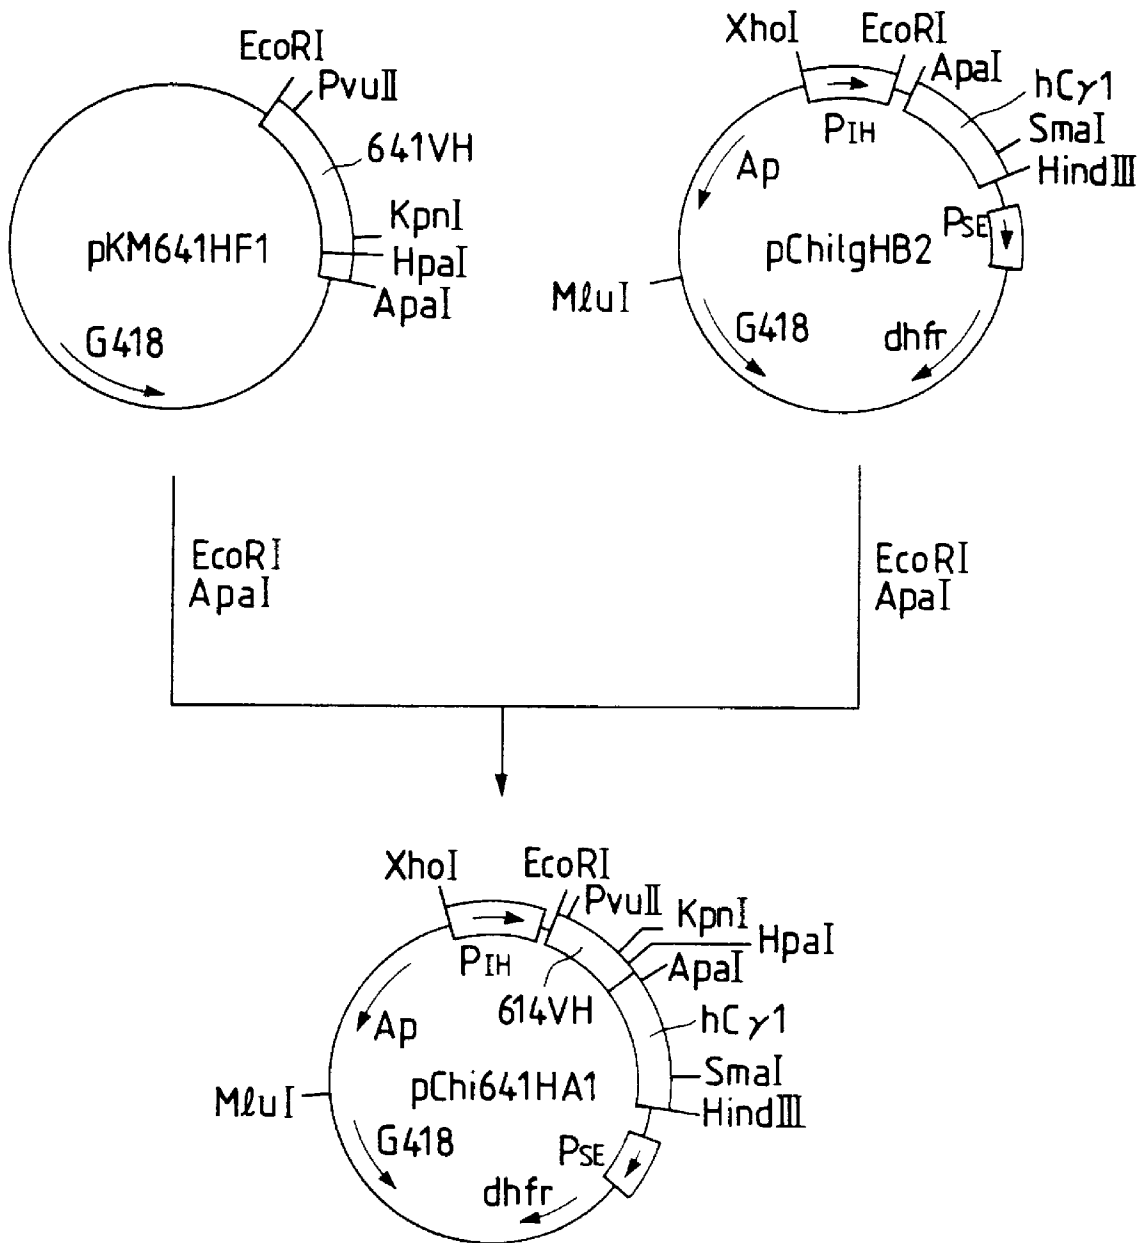 EcoRI
PvuII
641VH
KpnI
HpaI
ApaI
pKM641HF1
G418
XhoI
EcoRI
ApaI
hCγ1
SmaI
HindIII
PIH
Ap
PSE
pChiIgHB2
MluI
G418
dhfr
EcoRI
ApaI
EcoRI
ApaI
XhoI
EcoRI
PvuII
KpnI
HpaI
ApaI
PIH
614VH
hCγ1
Ap
SmaI
pChi641HA1
MluI
HindIII
G418
PSE
dhfr